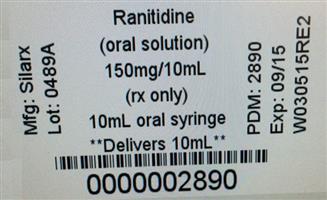 Mfg: Silarx
Lot: 0489A
Ranitidine
(oral solution)
150mg/10mL
(rx only)
10mL oral syringe
**Delivers 10mL**
0000002890
PDM: 2890
Exp: 09/15
W030515RE2